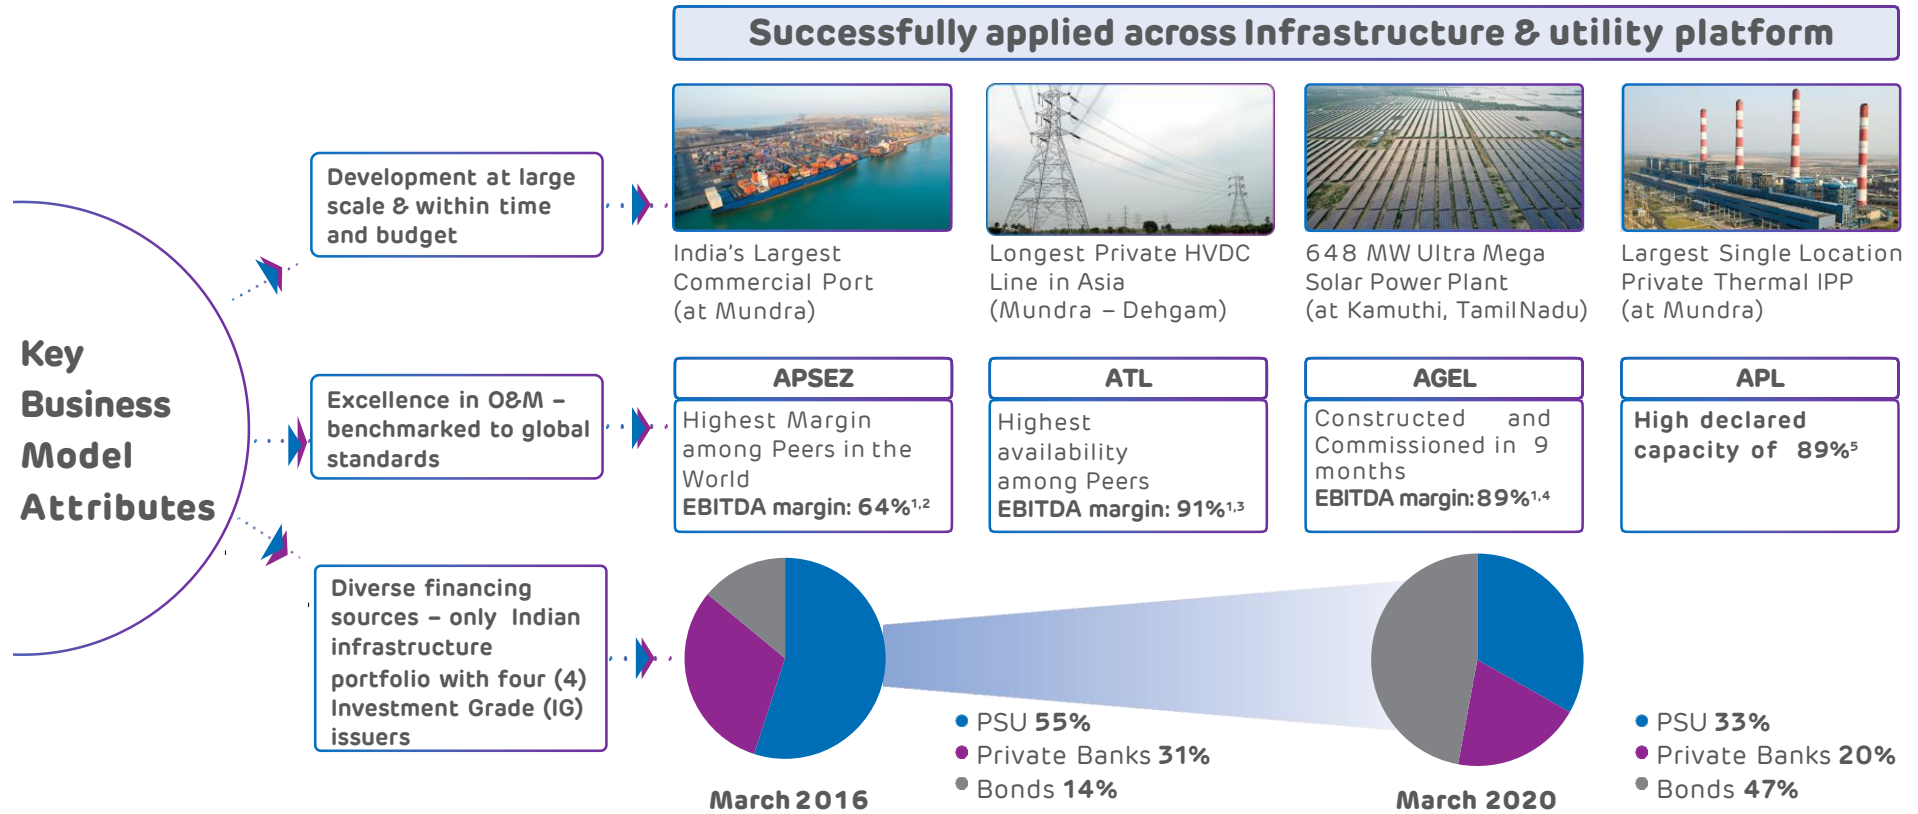 Successfully applied across Infrastructure & utility platform
Key
Business
Model
Attributes
Development at large
scale & within time
and budget
India's Largest
Commercial Port
(at Mundra)
Longest Private HVDC
Line in Asia
(Mundra – Dehgam)
648 MW Ultra Mega
Solar Power Plant
(at Kamuthi, TamilNadu)
Largest Single Location
Private Thermal IPP
(at Mundra)
Excellence in O&M –
benchmarked to global
standards
APSEZ
Highest Margin
among Peers in the
World
EBITDA margin: 64%1,2
ATL
Highest
availability
among Peers
EBITDA margin: 91%1,3
AGEL
Constructed and
Commissioned in 9
months
EBITDA margin: 89%1,4
APL
High declared
capacity of 89%5
Diverse financing
sources – only Indian
infrastructure
portfolio with four (4)
Investment Grade (IG)
issuers
PSU 55%
Private Banks 31%
Bonds 14%
March 2016
PSU 33%
Private Banks 20%
Bonds 47%
March 2020